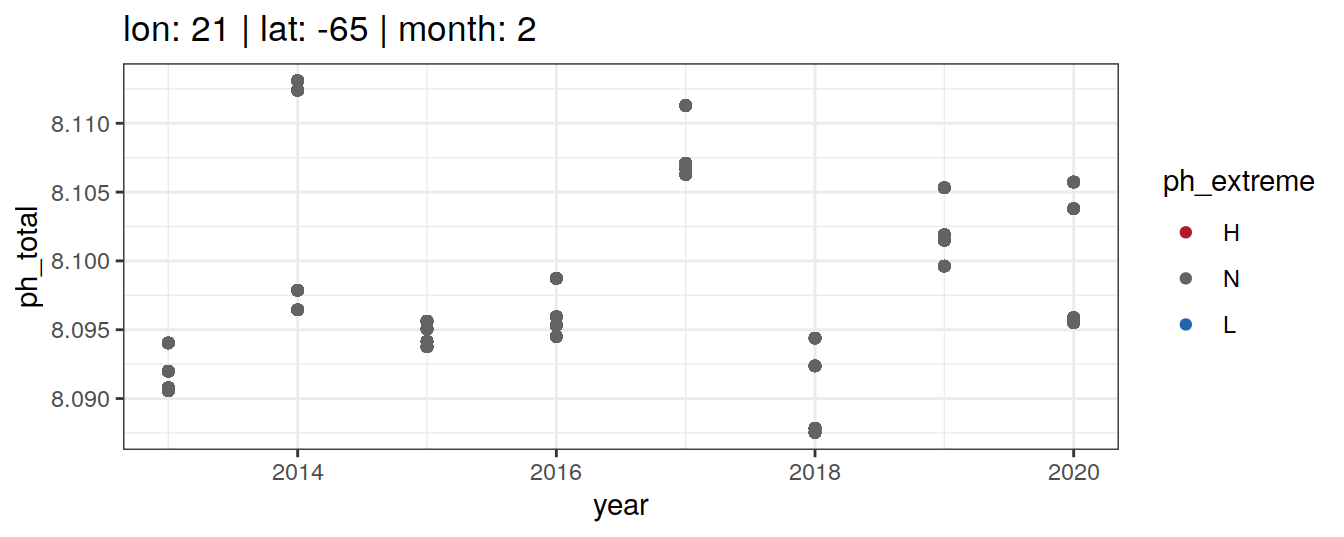 lon: 21 | lat: -65 | month: 2
8.110
8.105
8.100
8.095
8.090
ph_total
2014 2016 2018 2020
year
ph_extreme
H
N
L